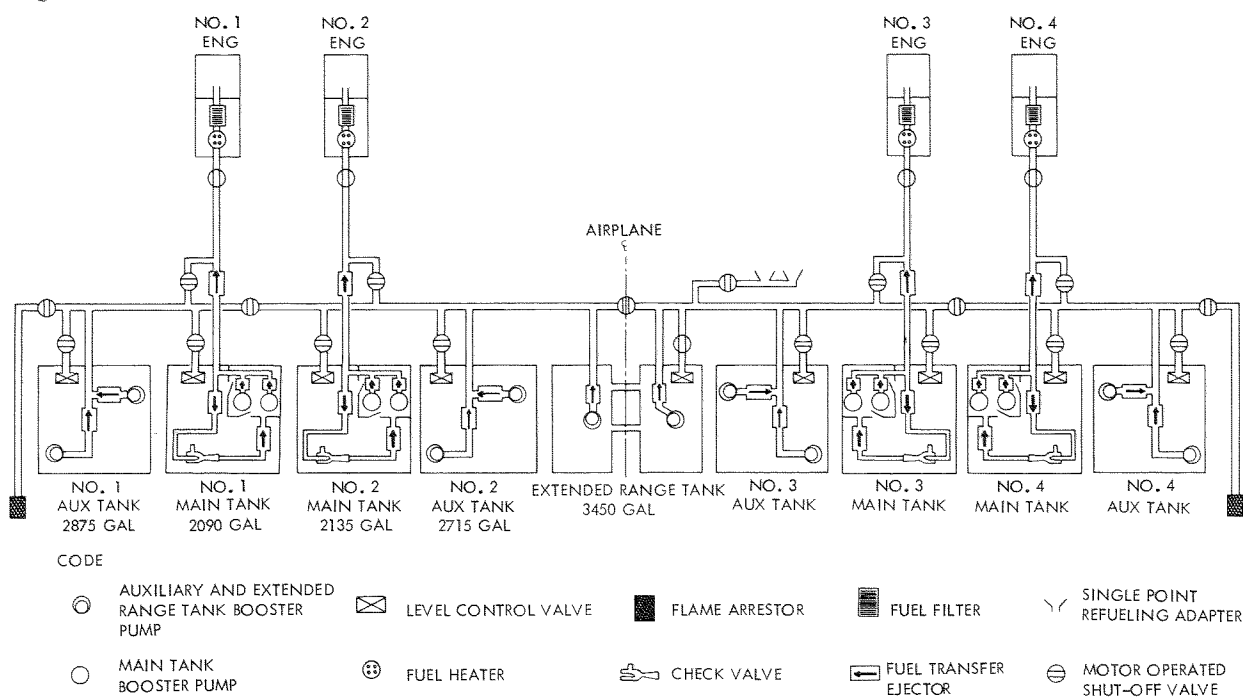 NO. 1
ENG
NO. 2
ENG
NO. 3
ENG
NO. 4
ENG
AIRPLANE
℄
NO. 1
AUX TANK
2875 GAL
NO. 1
MAIN TANK
2090 GAL
NO. 2
MAIN TANK
2135 GAL
NO. 2
AUX TANK
2715 GAL
EXTENDED RANGE TANK
3450 GAL
NO. 3
AUX TANK
NO. 3
MAIN TANK
NO. 4
MAIN TANK
NO. 4
AUX TANK
CODE
AUXILIARY AND EXTENDED
RANGE TANK BOOSTER
PUMP
LEVEL CONTROL VALVE
FLAME ARRESTOR
FUEL FILTER
SINGLE POINT
REFUELING ADAPTER
MAIN TANK
BOOSTER PUMP
FUEL HEATER
CHECK VALVE
FUEL TRANSFER
EJECTOR
MOTOR OPERATED
SHUT-OFF VALVE